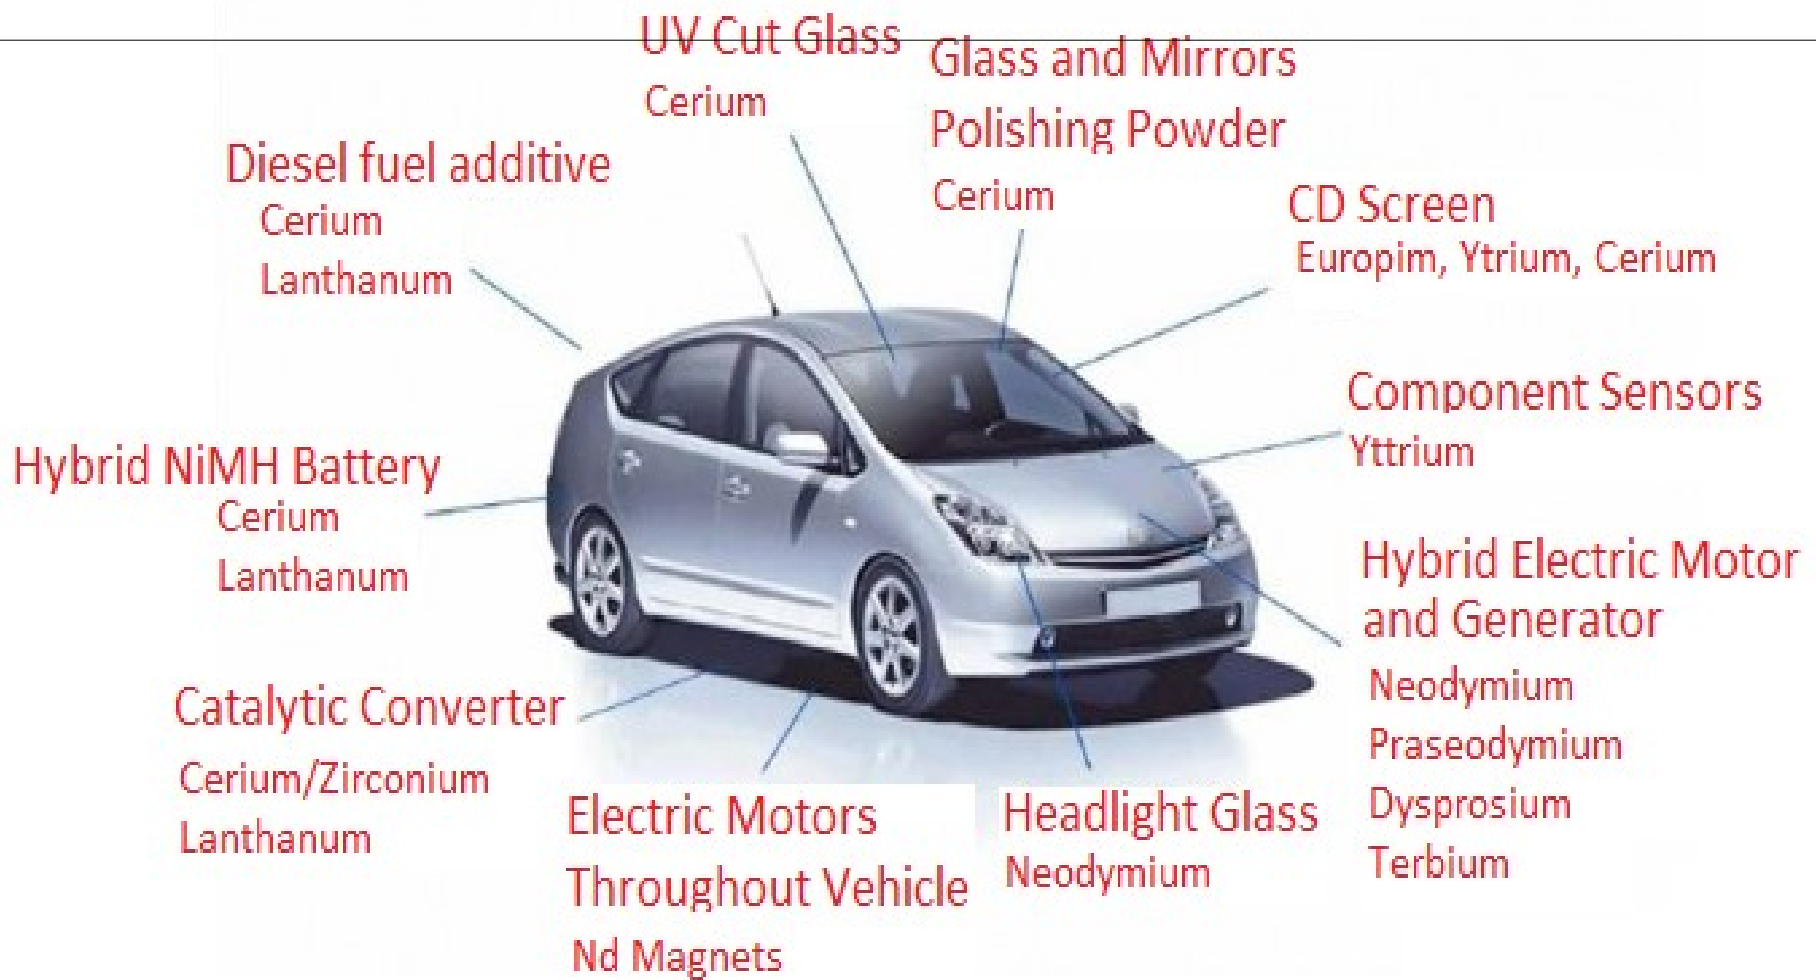 UV Cut Glass
Cerium
Glass and Mirrors
Polishing Powder
Cerium
Diesel fuel additive
Cerium
Lanthanum
CD Screen
Europim, Ytrium, Cerium
Component Sensors
Yttrium
Hybrid NiMH Battery
Cerium
Lanthanum
Hybrid Electric Motor
and Generator
Neodymium
Praseodymium
Dysprosium
Terbium
Catalytic Converter
Cerium/Zirconium
Lanthanum
Electric Motors
Throughout Vehicle
Nd Magnets
Headlight Glass
Neodymium